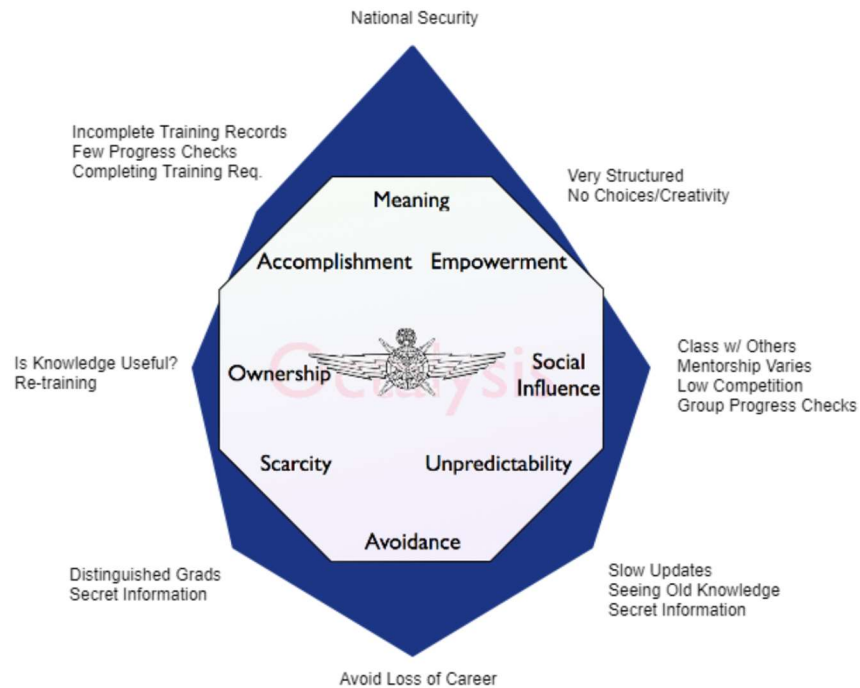 National Security
Incomplete Training Records
Few Progress Checks
Completing Training Req.
Very Structured
No Choices/Creativity
Meaning
Accomplishment
Empowerment
Is Knowledge Useful?
Re-training
Ownership
Octalysis
Social
Influence
Class w/ Others
Mentorship Varies
Low Competition
Group Progress Checks
Scarcity
Unpredictability
Avoidance
Distinguished Grads
Secret Information
Slow Updates
Seeing Old Knowledge
Secret Information
Avoid Loss of Career